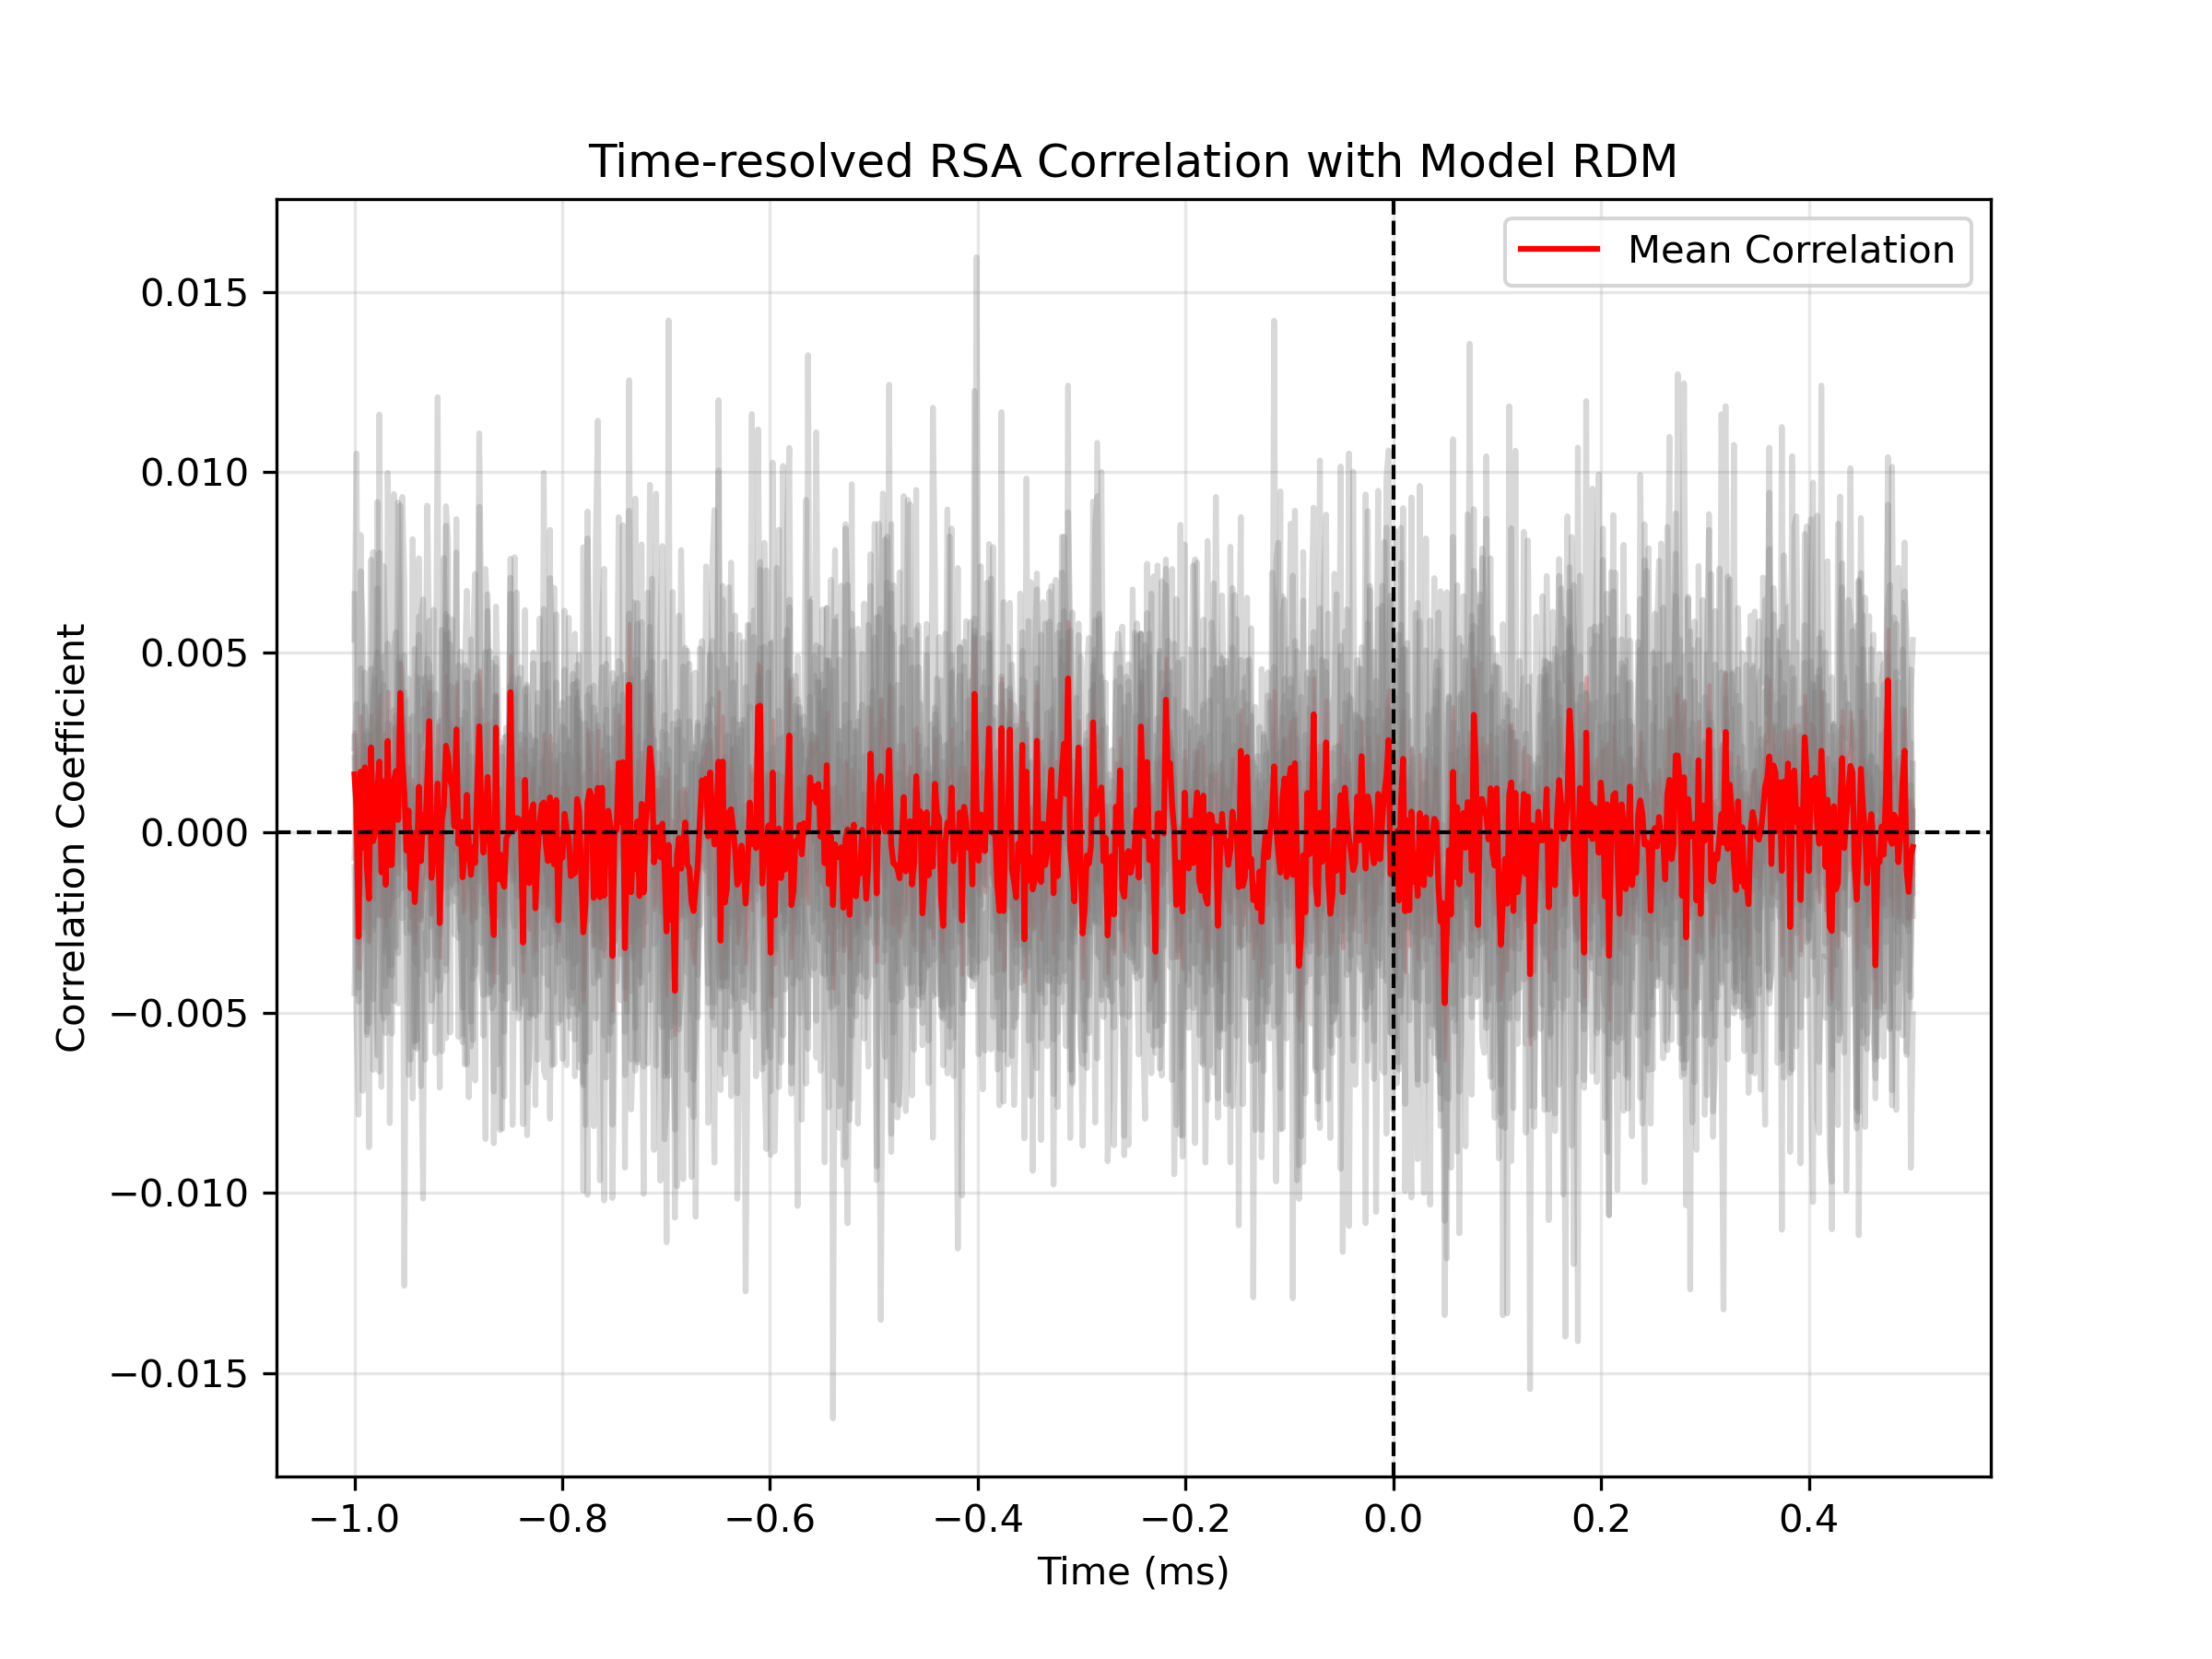 Time-resolved RSA Correlation with Model RDM
Mean Correlation
Correlation Coefficient
0.015
0.010
0.005
0.000
−0.005
−0.010
−0.015
−1.0 −0.8 −0.6 −0.4 −0.2 0.0 0.2 0.4
Time (ms)